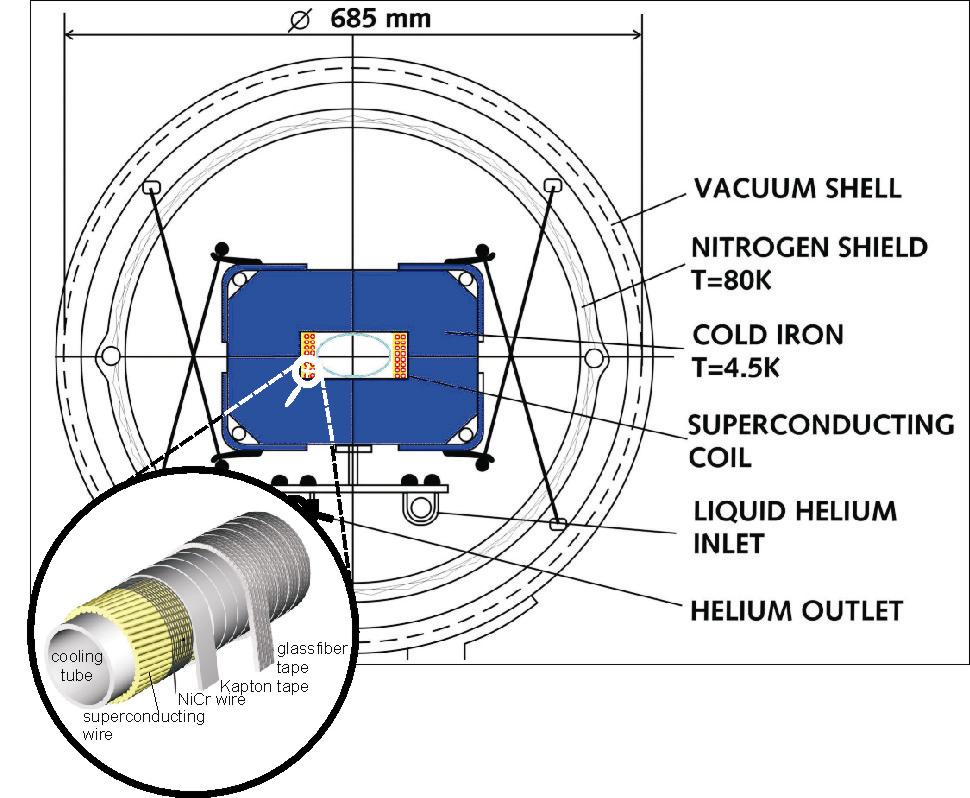 Ø 685 mm
VACUUM SHELL
NITROGEN SHIELD
T=80K
COLD IRON
T=4.5K
SUPERCONDUCTING
COIL
LIQUID HELIUM
INLET
HELIUM OUTLET
cooling
tube
glassfiber
tape
Kapton tape
NiCr wire
superconducting
wire